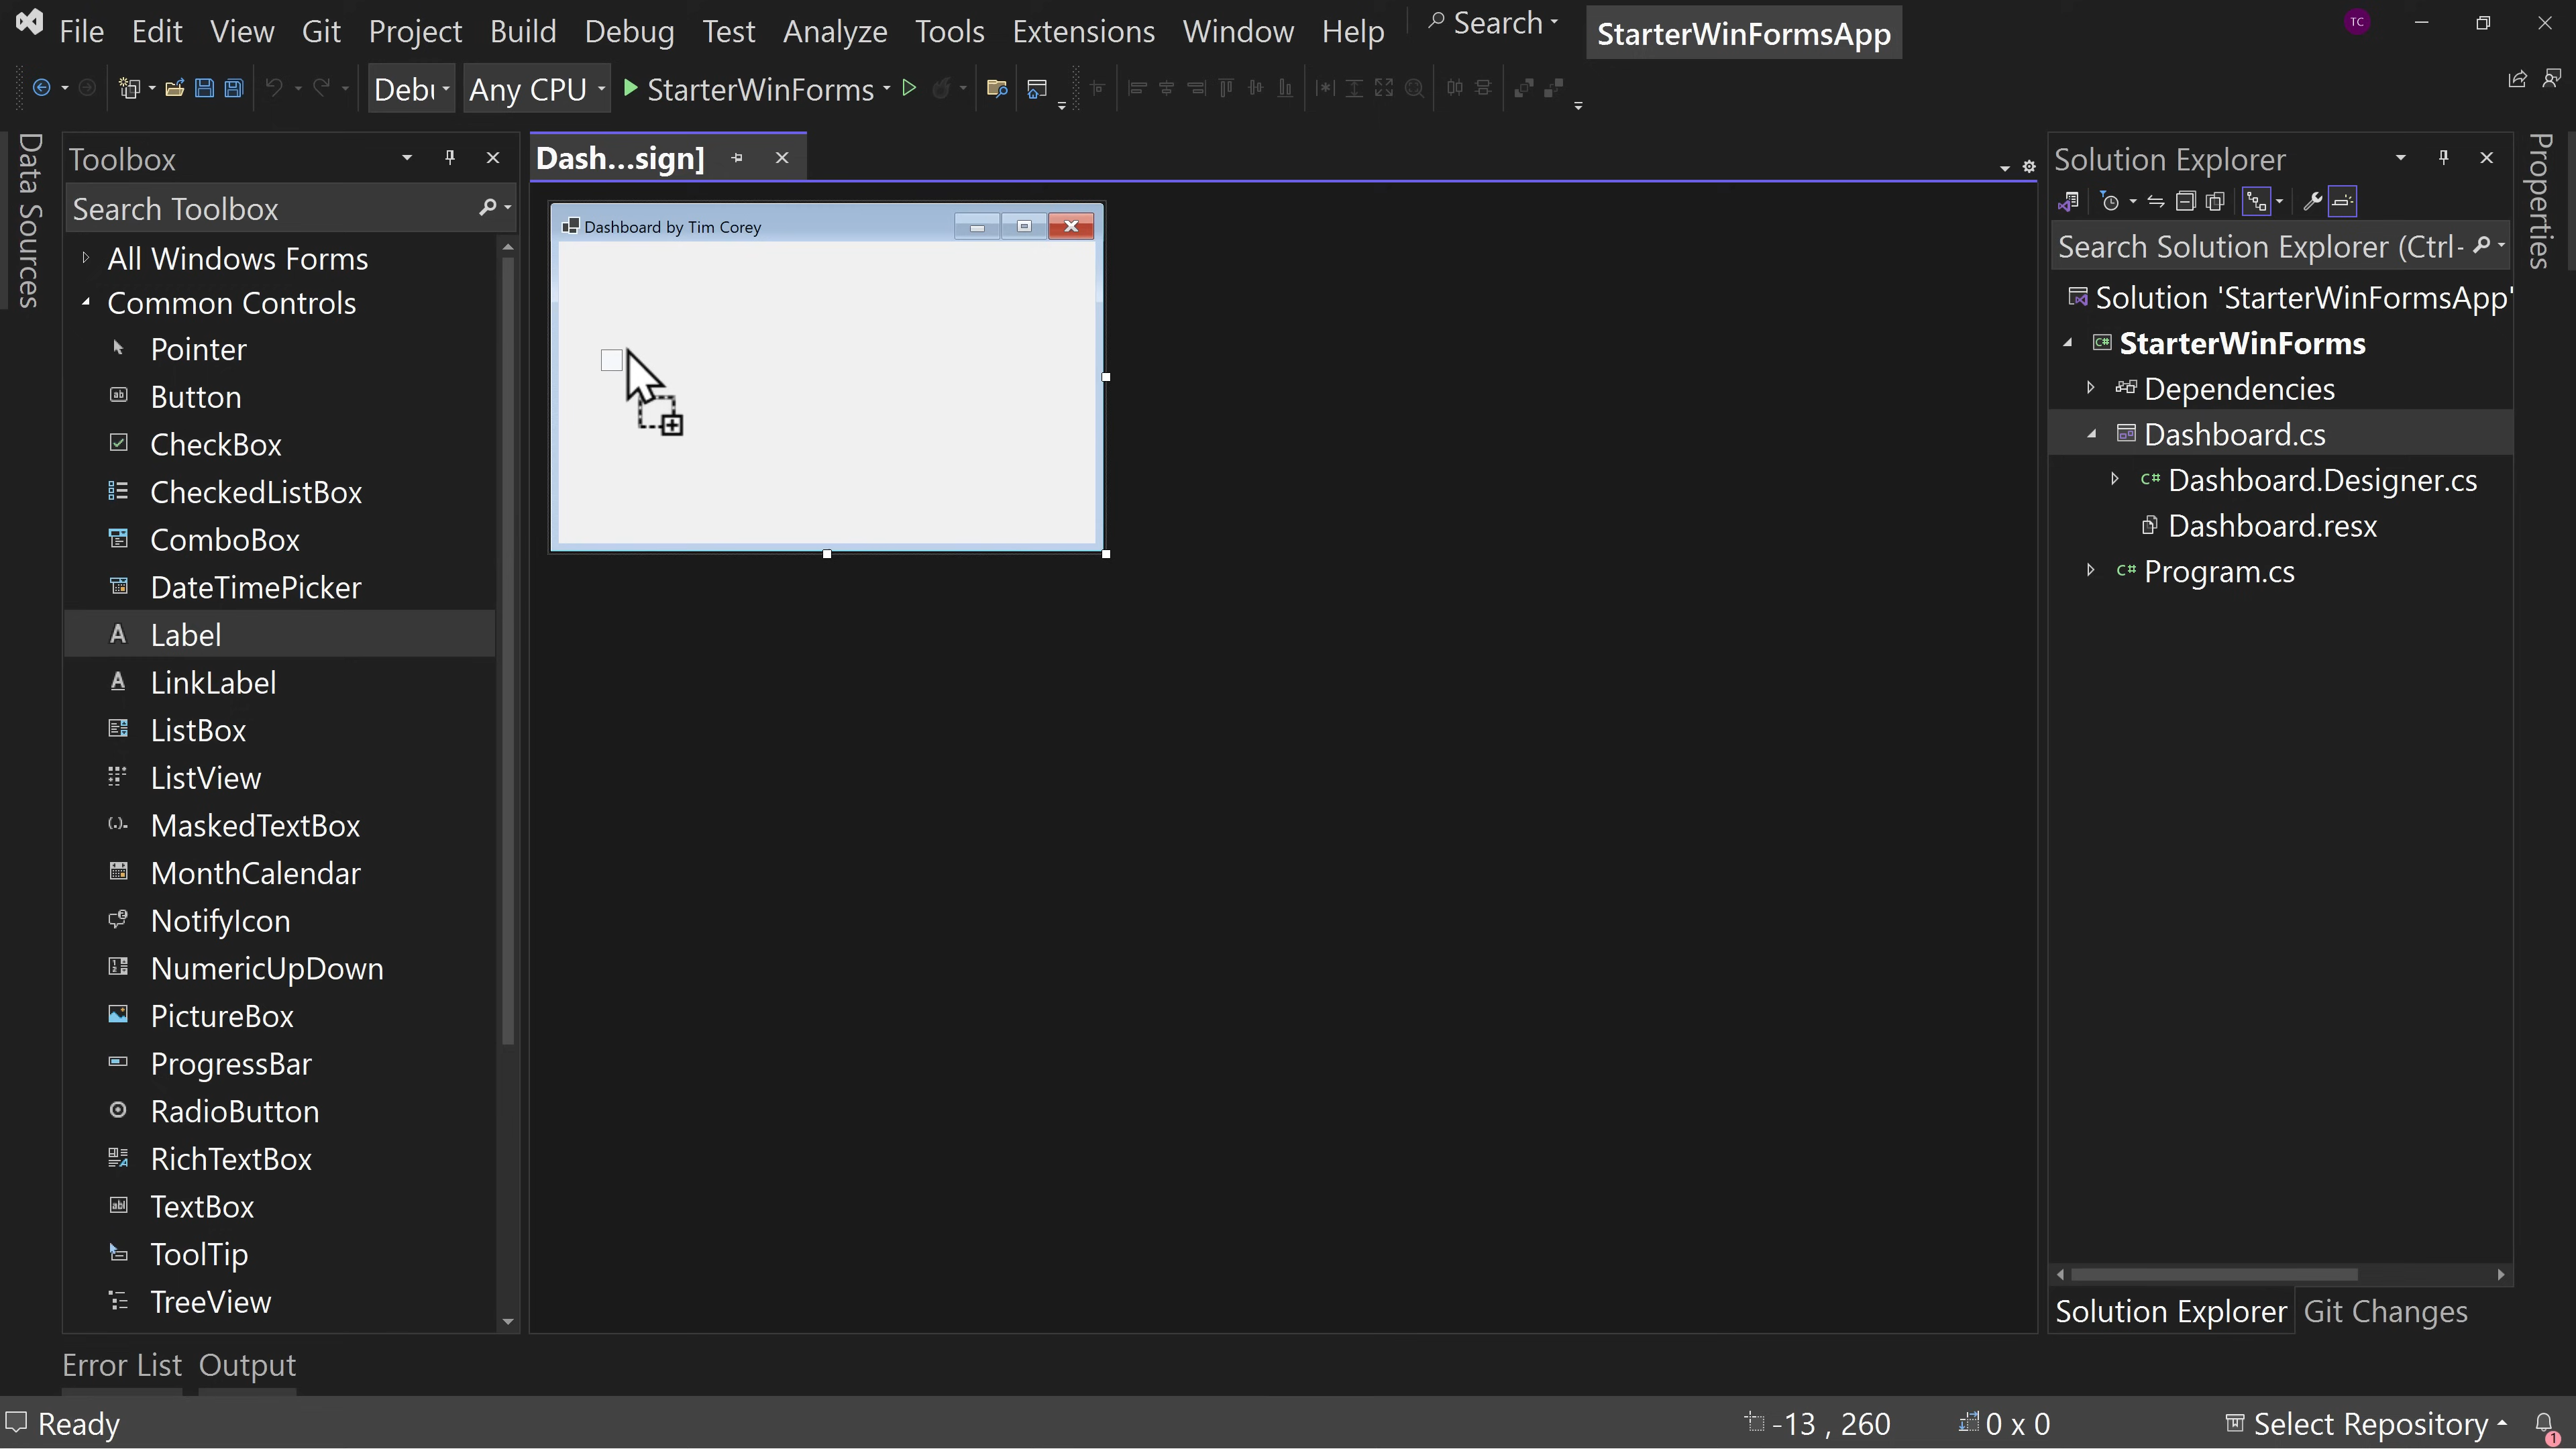 File Edit View Git Project Build Debug Test Analyze Tools Extensions Window Help Search StarterWinFormsApp TC
Debu Any CPU StarterWinForms
Data Sources
Toolbox
Search Toolbox
All Windows Forms
Common Controls
Pointer
Button
CheckBox
CheckedListBox
ComboBox
DateTimePicker
Label
LinkLabel
ListBox
ListView
MaskedTextBox
MonthCalendar
NotifyIcon
NumericUpDown
PictureBox
ProgressBar
RadioButton
RichTextBox
TextBox
ToolTip
TreeView
Dash...sign]
Dashboard by Tim Corey
Solution Explorer
Search Solution Explorer (Ctrl-
Solution 'StarterWinFormsApp'
StarterWinForms
Dependencies
Dashboard.cs
C# Dashboard.Designer.cs
Dashboard.resx
C# Program.cs
Solution Explorer Git Changes
Properties
Error List Output
Ready -13 , 260 0 x 0 Select Repository 1